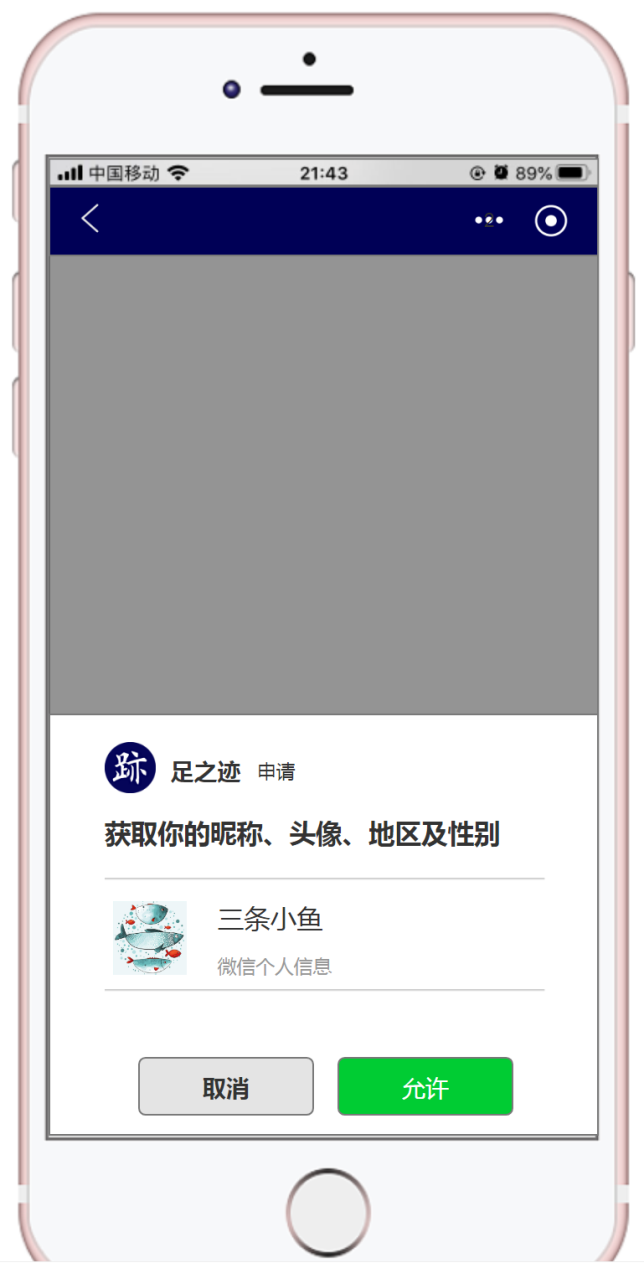 中国移动 21:43 89%
跡 足之迹 申请
获取你的昵称、头像、地区及性别
三条小鱼
微信个人信息
取消 允许